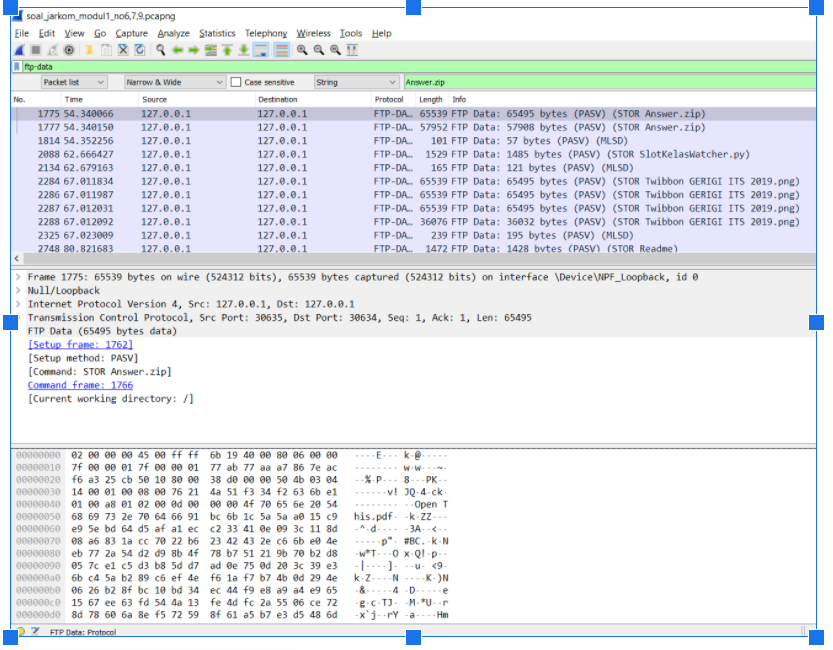 soal_jarkom_modul1_no6,7,9.pcapng
File Edit View Go Capture Analyze Statistics Telephony Wireless Tools Help
ftp-data
Packet list Narrow & Wide Case sensitive String Answer.zip
No. Time Source Destination Protocol Length Info
1775 54.340066 127.0.0.1 127.0.0.1 FTP-DA… 65539 FTP Data: 65495 bytes (PASV) (STOR Answer.zip)
1777 54.340150 127.0.0.1 127.0.0.1 FTP-DA… 57952 FTP Data: 57908 bytes (PASV) (STOR Answer.zip)
1814 54.352256 127.0.0.1 127.0.0.1 FTP-DA… 101 FTP Data: 57 bytes (PASV) (MLSD)
2088 62.666427 127.0.0.1 127.0.0.1 FTP-DA… 1529 FTP Data: 1485 bytes (PASV) (STOR SlotKelasWatcher.py)
2134 62.679163 127.0.0.1 127.0.0.1 FTP-DA… 165 FTP Data: 121 bytes (PASV) (MLSD)
2284 67.011834 127.0.0.1 127.0.0.1 FTP-DA… 65539 FTP Data: 65495 bytes (PASV) (STOR Twibbon GERIGI ITS 2019.png)
2286 67.011987 127.0.0.1 127.0.0.1 FTP-DA… 65539 FTP Data: 65495 bytes (PASV) (STOR Twibbon GERIGI ITS 2019.png)
2287 67.012031 127.0.0.1 127.0.0.1 FTP-DA… 65539 FTP Data: 65495 bytes (PASV) (STOR Twibbon GERIGI ITS 2019.png)
2288 67.012092 127.0.0.1 127.0.0.1 FTP-DA… 36076 FTP Data: 36032 bytes (PASV) (STOR Twibbon GERIGI ITS 2019.png)
2325 67.023009 127.0.0.1 127.0.0.1 FTP-DA… 239 FTP Data: 195 bytes (PASV) (MLSD)
2748 80.821683 127.0.0.1 127.0.0.1 FTP-DA… 1472 FTP Data: 1428 bytes (PASV) (STOR Readme)
Frame 1775: 65539 bytes on wire (524312 bits), 65539 bytes captured (524312 bits) on interface \Device\NPF_Loopback, id 0
Null/Loopback
Internet Protocol Version 4, Src: 127.0.0.1, Dst: 127.0.0.1
Transmission Control Protocol, Src Port: 30635, Dst Port: 30634, Seq: 1, Ack: 1, Len: 65495
FTP Data (65495 bytes data)
[Setup frame: 1762]
[Setup method: PASV]
[Command: STOR Answer.zip]
Command frame: 1766
[Current working directory: /]
00000000 02 00 00 00 45 00 ff ff 6b 19 40 00 80 06 00 00 ····E··· k·@·····
00000010 7f 00 00 01 7f 00 00 01 77 ab 77 aa a7 86 7e ac ········ w·w···~·
00000020 f6 a3 25 cb 50 10 80 00 38 d0 00 00 50 4b 03 04 ··%·P··· 8···PK··
00000030 14 00 01 00 08 00 76 21 4a 51 f3 34 f2 63 6b e1 ······v! JQ·4·ck·
00000040 01 00 a8 01 02 00 0d 00 00 00 4f 70 65 6e 20 54 ········ ··Open T
00000050 68 69 73 2e 70 64 66 91 bc 6b 1c 5a 5a a0 15 c9 his.pdf· ·k·ZZ···
00000060 e9 5e bd 64 d5 af a1 ec c2 33 41 0e 09 3c 11 8d ·^·d···· ·3A··<··
00000070 08 a6 83 1a cc 70 22 b6 23 42 43 2e c6 6b e0 4e ·····p"· #BC.·k·N
00000080 eb 77 2a 54 d2 d9 8b 4f 78 b7 51 21 9b 70 b2 d8 ·w*T···O x·Q!·p··
00000090 05 7c e1 c5 d3 b8 5d d7 ad 0e 75 0d 20 3c 39 e3 ·|····]· ··u· <9·
000000a0 6b c4 5a b2 89 c6 ef 4e f6 1a f7 b7 4b 0d 29 4e k·Z····N ····K·)N
000000b0 06 26 b2 8f bc 10 bd 34 ec 44 f9 e8 a9 a4 e9 65 ·&·····4 ·D·····e
000000c0 15 67 ee 63 fd 54 4a 13 fe 4d fc 2a 55 06 ce 72 ·g·c·TJ· ·M·*U··r
000000d0 8d 78 60 6a 8e f5 72 59 8f 61 a5 b7 e3 d5 48 6d ·x`j··rY ·a····Hm
FTP Data: Protocol